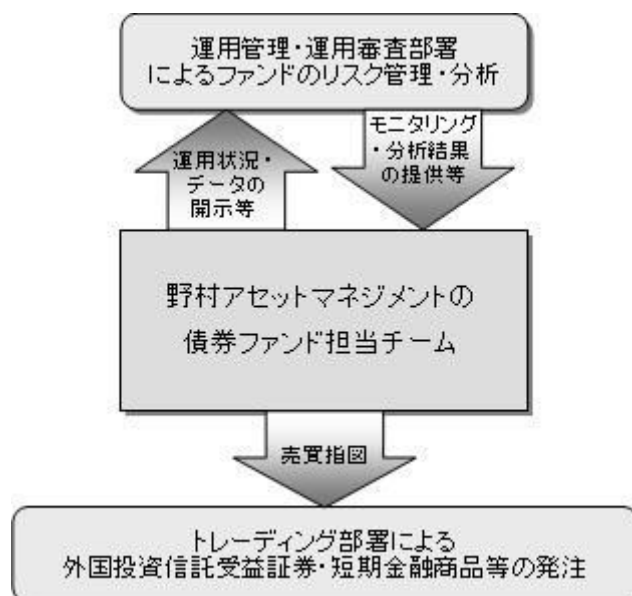 運用管理・運用審査部署
によるファンドのリスク管理・分析
運用状況・
データの
開示等
モニタリング
・分析結果
の提供等
野村アセットマネジメントの
債券ファンド担当チーム
売買指図
トレーディング部署による
外国投資信託受益証券・短期金融商品等の発注